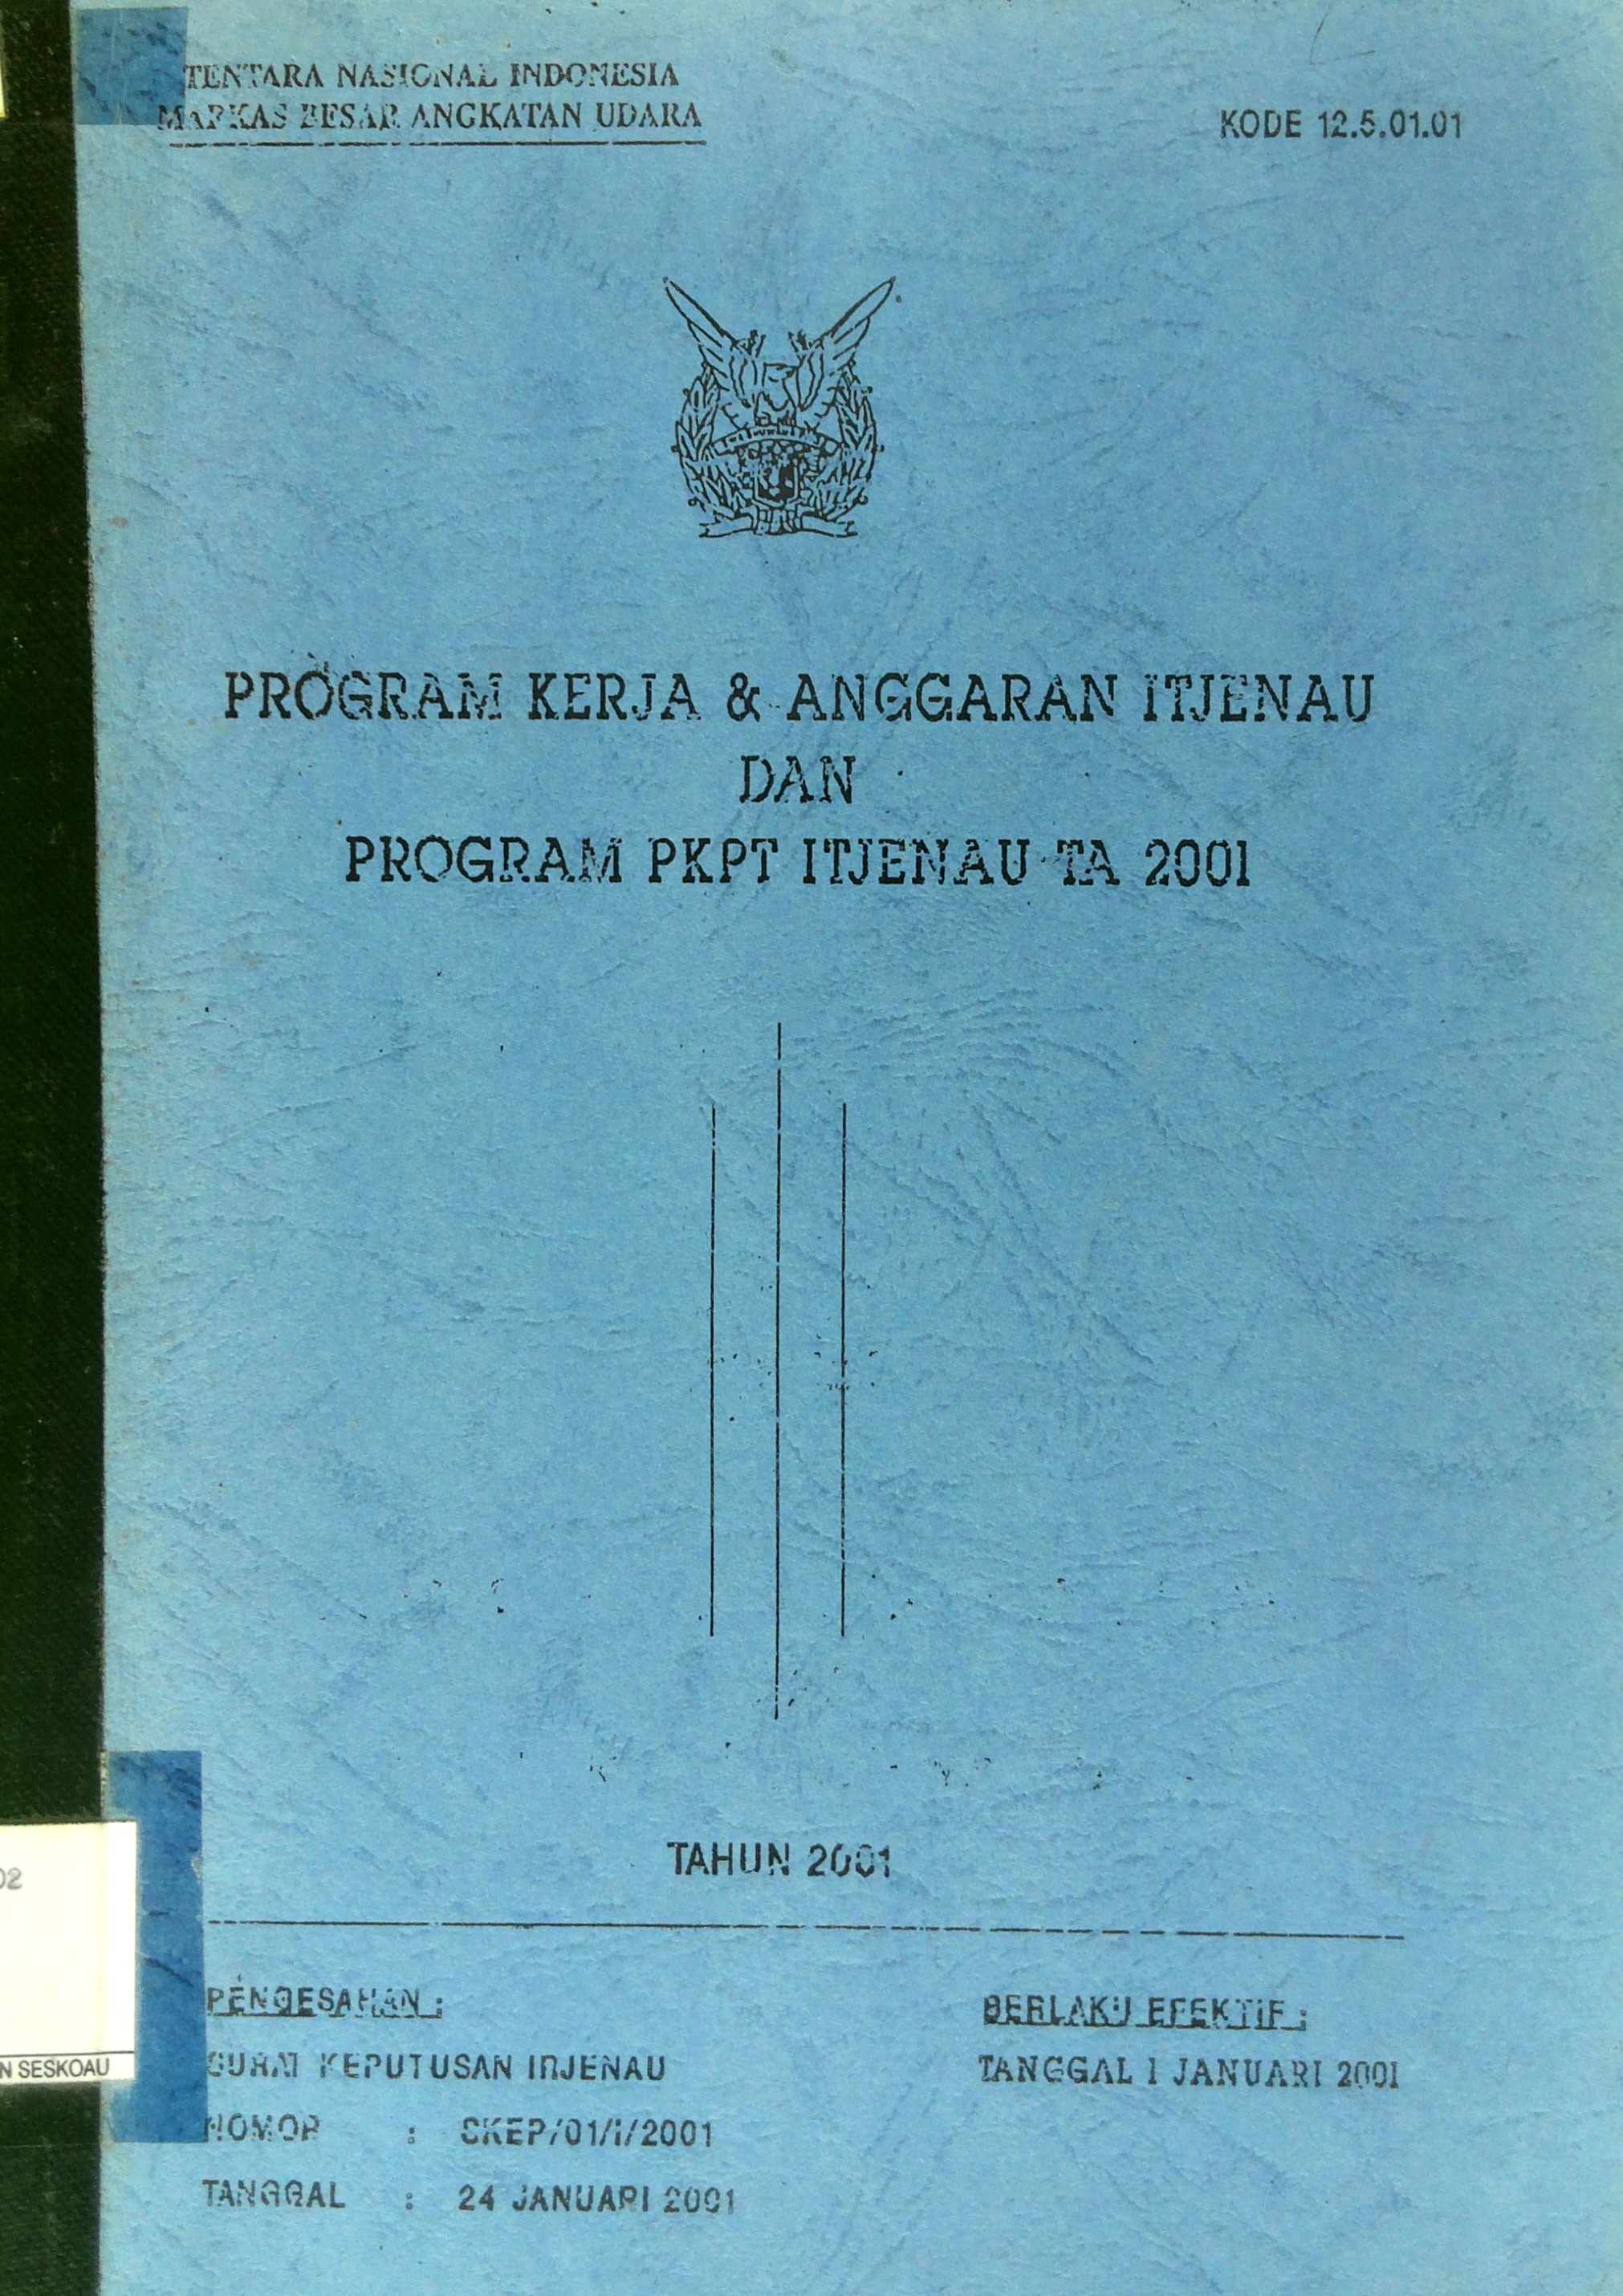 TENTARA NASIONAL INDONESIA
MARKAS BESAR ANGKATAN UDARA
KODE 12.5.01.01
PROGRAM KERJA & ANGGARAN ITJENAU
DAN
PROGRAM PKPT ITJENAU TA 2001
TAHUN 2001
02
PENGESAHAN :
BERLAKU EFEKTIF :
N SESKOAU
SURAT KEPUTUSAN IRJENAU
TANGGAL 1 JANUARI 2001
NOMOR : SKEP/01/I/2001
TANGGAL : 24 JANUARI 2001